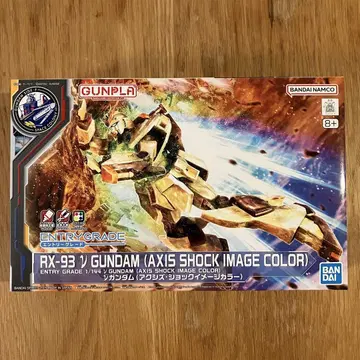 GUNPLA
BANDAI NAMCO
8+
ENTRY GRADE
エントリーグレード
RX-93 ν GUNDAM (AXIS SHOCK IMAGE COLOR)
ENTRY GRADE 1/144 ν GUNDAM (AXIS SHOCK IMAGE COLOR)
νガンダム(アクシズ・ショックイメージカラー)
BANDAI